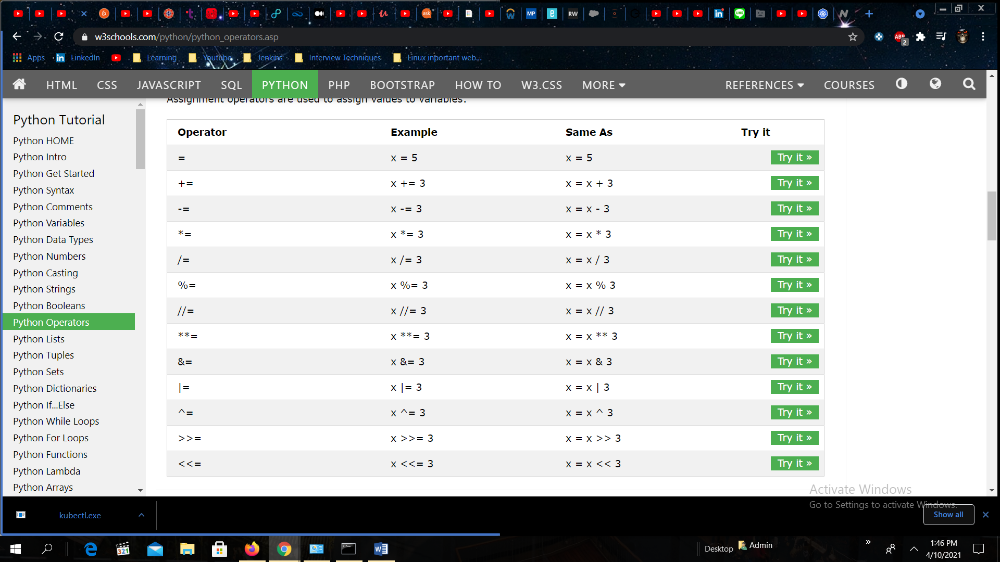 MP
e
RW
ask
w3schools.com/python/python_operators.asp
ABP
2
Apps
LinkedIn
Learning
Youtube
Jenkins
Interview Techniques
Linux inportant web...
HTML
CSS
JAVASCRIPT
SQL
PYTHON
PHP
BOOTSTRAP
HOW TO
W3.CSS
MORE
REFERENCES
COURSES
Python Tutorial
Python HOME
Python Intro
Python Get Started
Python Syntax
Python Comments
Python Variables
Python Data Types
Python Numbers
Python Casting
Python Strings
Python Booleans
Python Operators
Python Lists
Python Tuples
Python Sets
Python Dictionaries
Python If...Else
Python While Loops
Python For Loops
Python Functions
Python Lambda
Python Arrays
Assignment operators are used to assign values to variables:
Operator Example Same As Try it
= x = 5 x = 5 Try it »
+= x += 3 x = x + 3 Try it »
-= x -= 3 x = x - 3 Try it »
*= x *= 3 x = x * 3 Try it »
/= x /= 3 x = x / 3 Try it »
%= x %= 3 x = x % 3 Try it »
//= x //= 3 x = x // 3 Try it »
**= x **= 3 x = x ** 3 Try it »
&= x &= 3 x = x & 3 Try it »
|= x |= 3 x = x | 3 Try it »
^= x ^= 3 x = x ^ 3 Try it »
>>= x >>= 3 x = x >> 3 Try it »
<<= x <<= 3 x = x << 3 Try it »
Activate Windows
Go to Settings to activate Windows.
kubectl.exe
Show all
321
Desktop
Admin
1:46 PM
4/10/2021